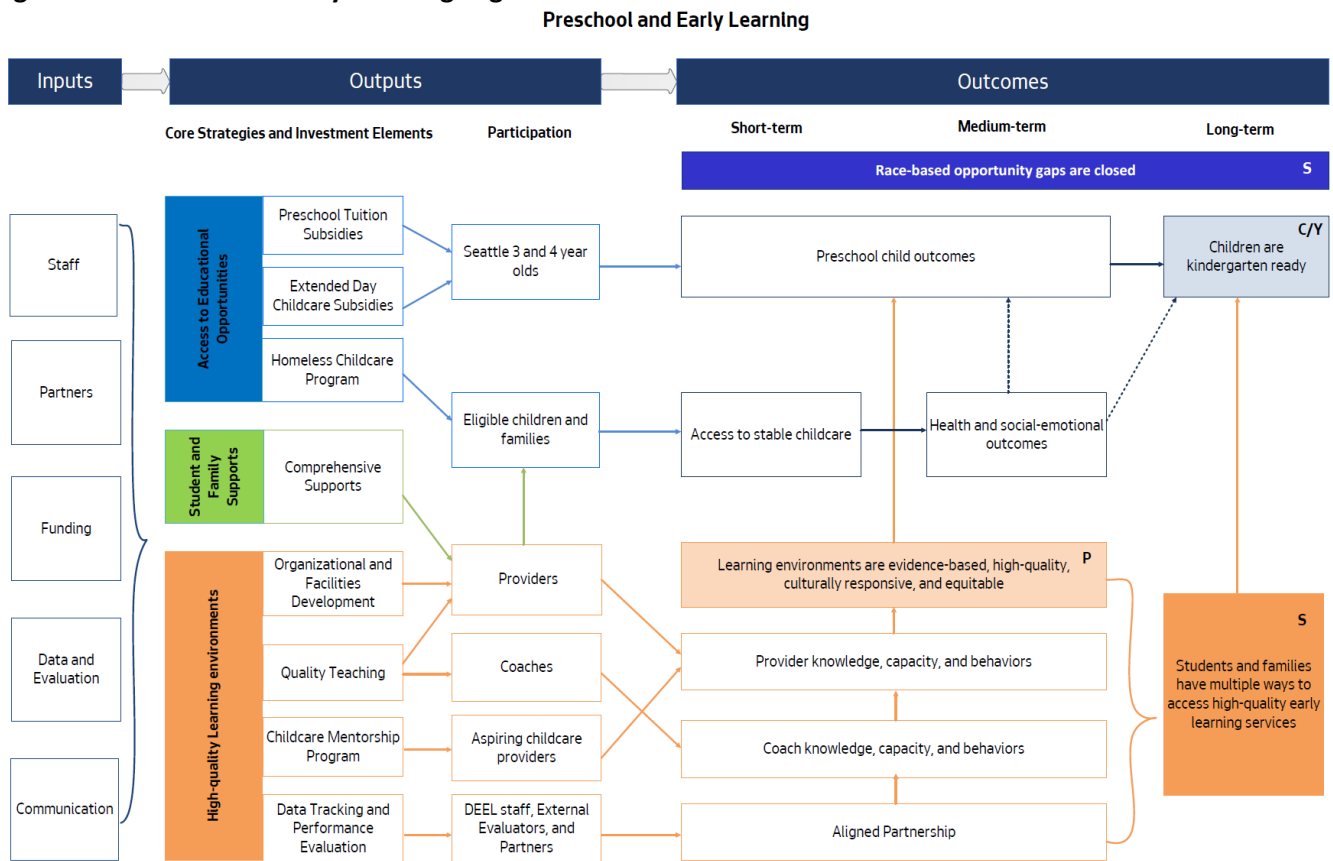 Preschool and Early Learning
Inputs
Outputs
Outcomes
Core Strategies and Investment Elements
Participation
Short-term
Medium-term
Long-term
Race-based opportunity gaps are closed
S
Staff
Partners
Funding
Data and
Evaluation
Communication
Access to Educational
Opportunities
Preschool Tuition
Subsidies
Extended Day
Childcare Subsidies
Homeless Childcare
Program
Student and
Family
Supports
Comprehensive
Supports
High-quality Learning environments
Organizational and
Facilities
Development
Quality Teaching
Childcare Mentorship
Program
Data Tracking and
Performance
Evaluation
Seattle 3 and 4 year
olds
Eligible children and
families
Providers
Coaches
Aspiring childcare
providers
DEEL staff, External
Evaluators, and
Partners
Preschool child outcomes
Access to stable childcare
Health and social-emotional
outcomes
Learning environments are evidence-based, high-quality,
culturally responsive, and equitable
P
Provider knowledge, capacity, and behaviors
Coach knowledge, capacity, and behaviors
Aligned Partnership
C/Y
Children are
kindergarten ready
S
Students and families
have multiple ways to
access high-quality early
learning services